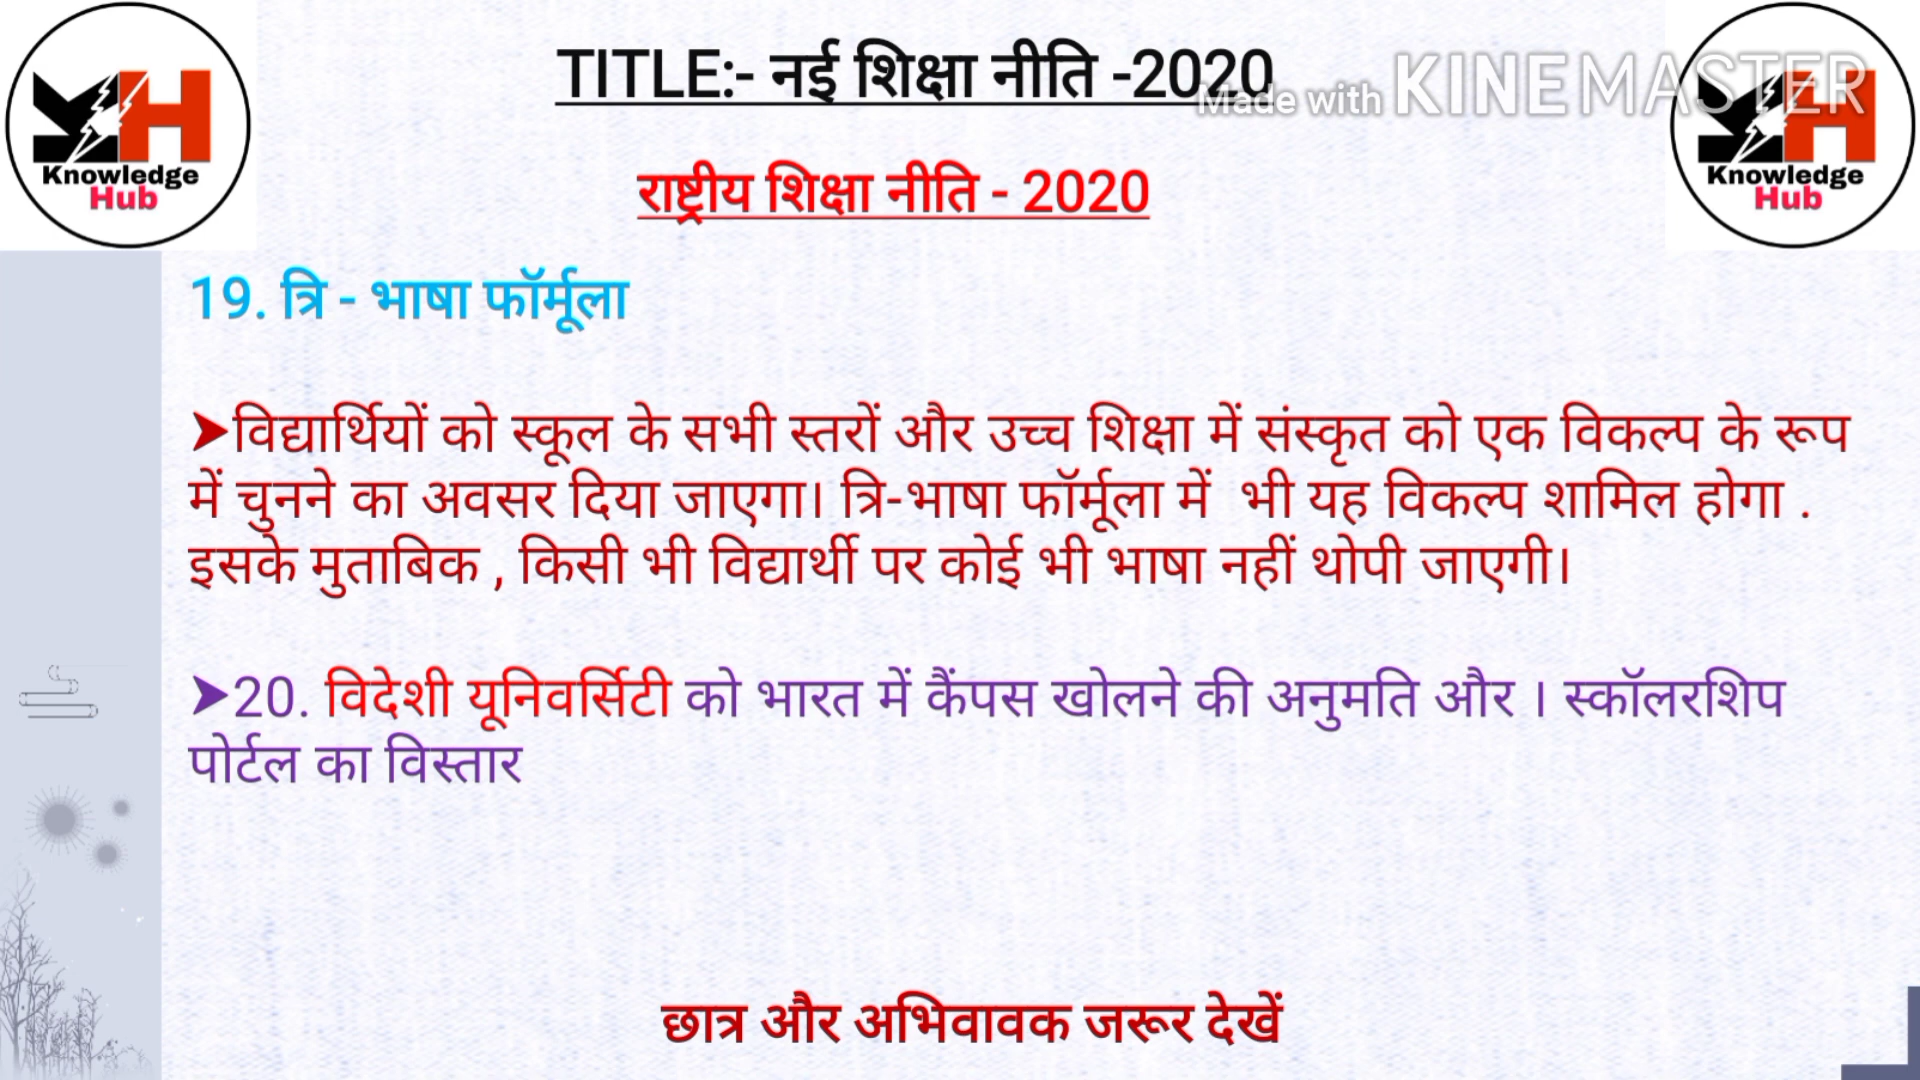 TITLE:- नई शिक्षा नीति -2020
Made with KINEMASTER
KH
Knowledge
Hub
KH
Knowledge
Hub
राष्ट्रीय शिक्षा नीति - 2020
19. त्रि - भाषा फॉर्मूला
➤विद्यार्थियों को स्कूल के सभी स्तरों और उच्च शिक्षा में संस्कृत को एक विकल्प के रूप
में चुनने का अवसर दिया जाएगा। त्रि-भाषा फॉर्मूला में भी यह विकल्प शामिल होगा .
इसके मुताबिक , किसी भी विद्यार्थी पर कोई भी भाषा नहीं थोपी जाएगी।
➤20. विदेशी यूनिवर्सिटी को भारत में कैंपस खोलने की अनुमति और । स्कॉलरशिप
पोर्टल का विस्तार
छात्र और अभिवावक जरूर देखें